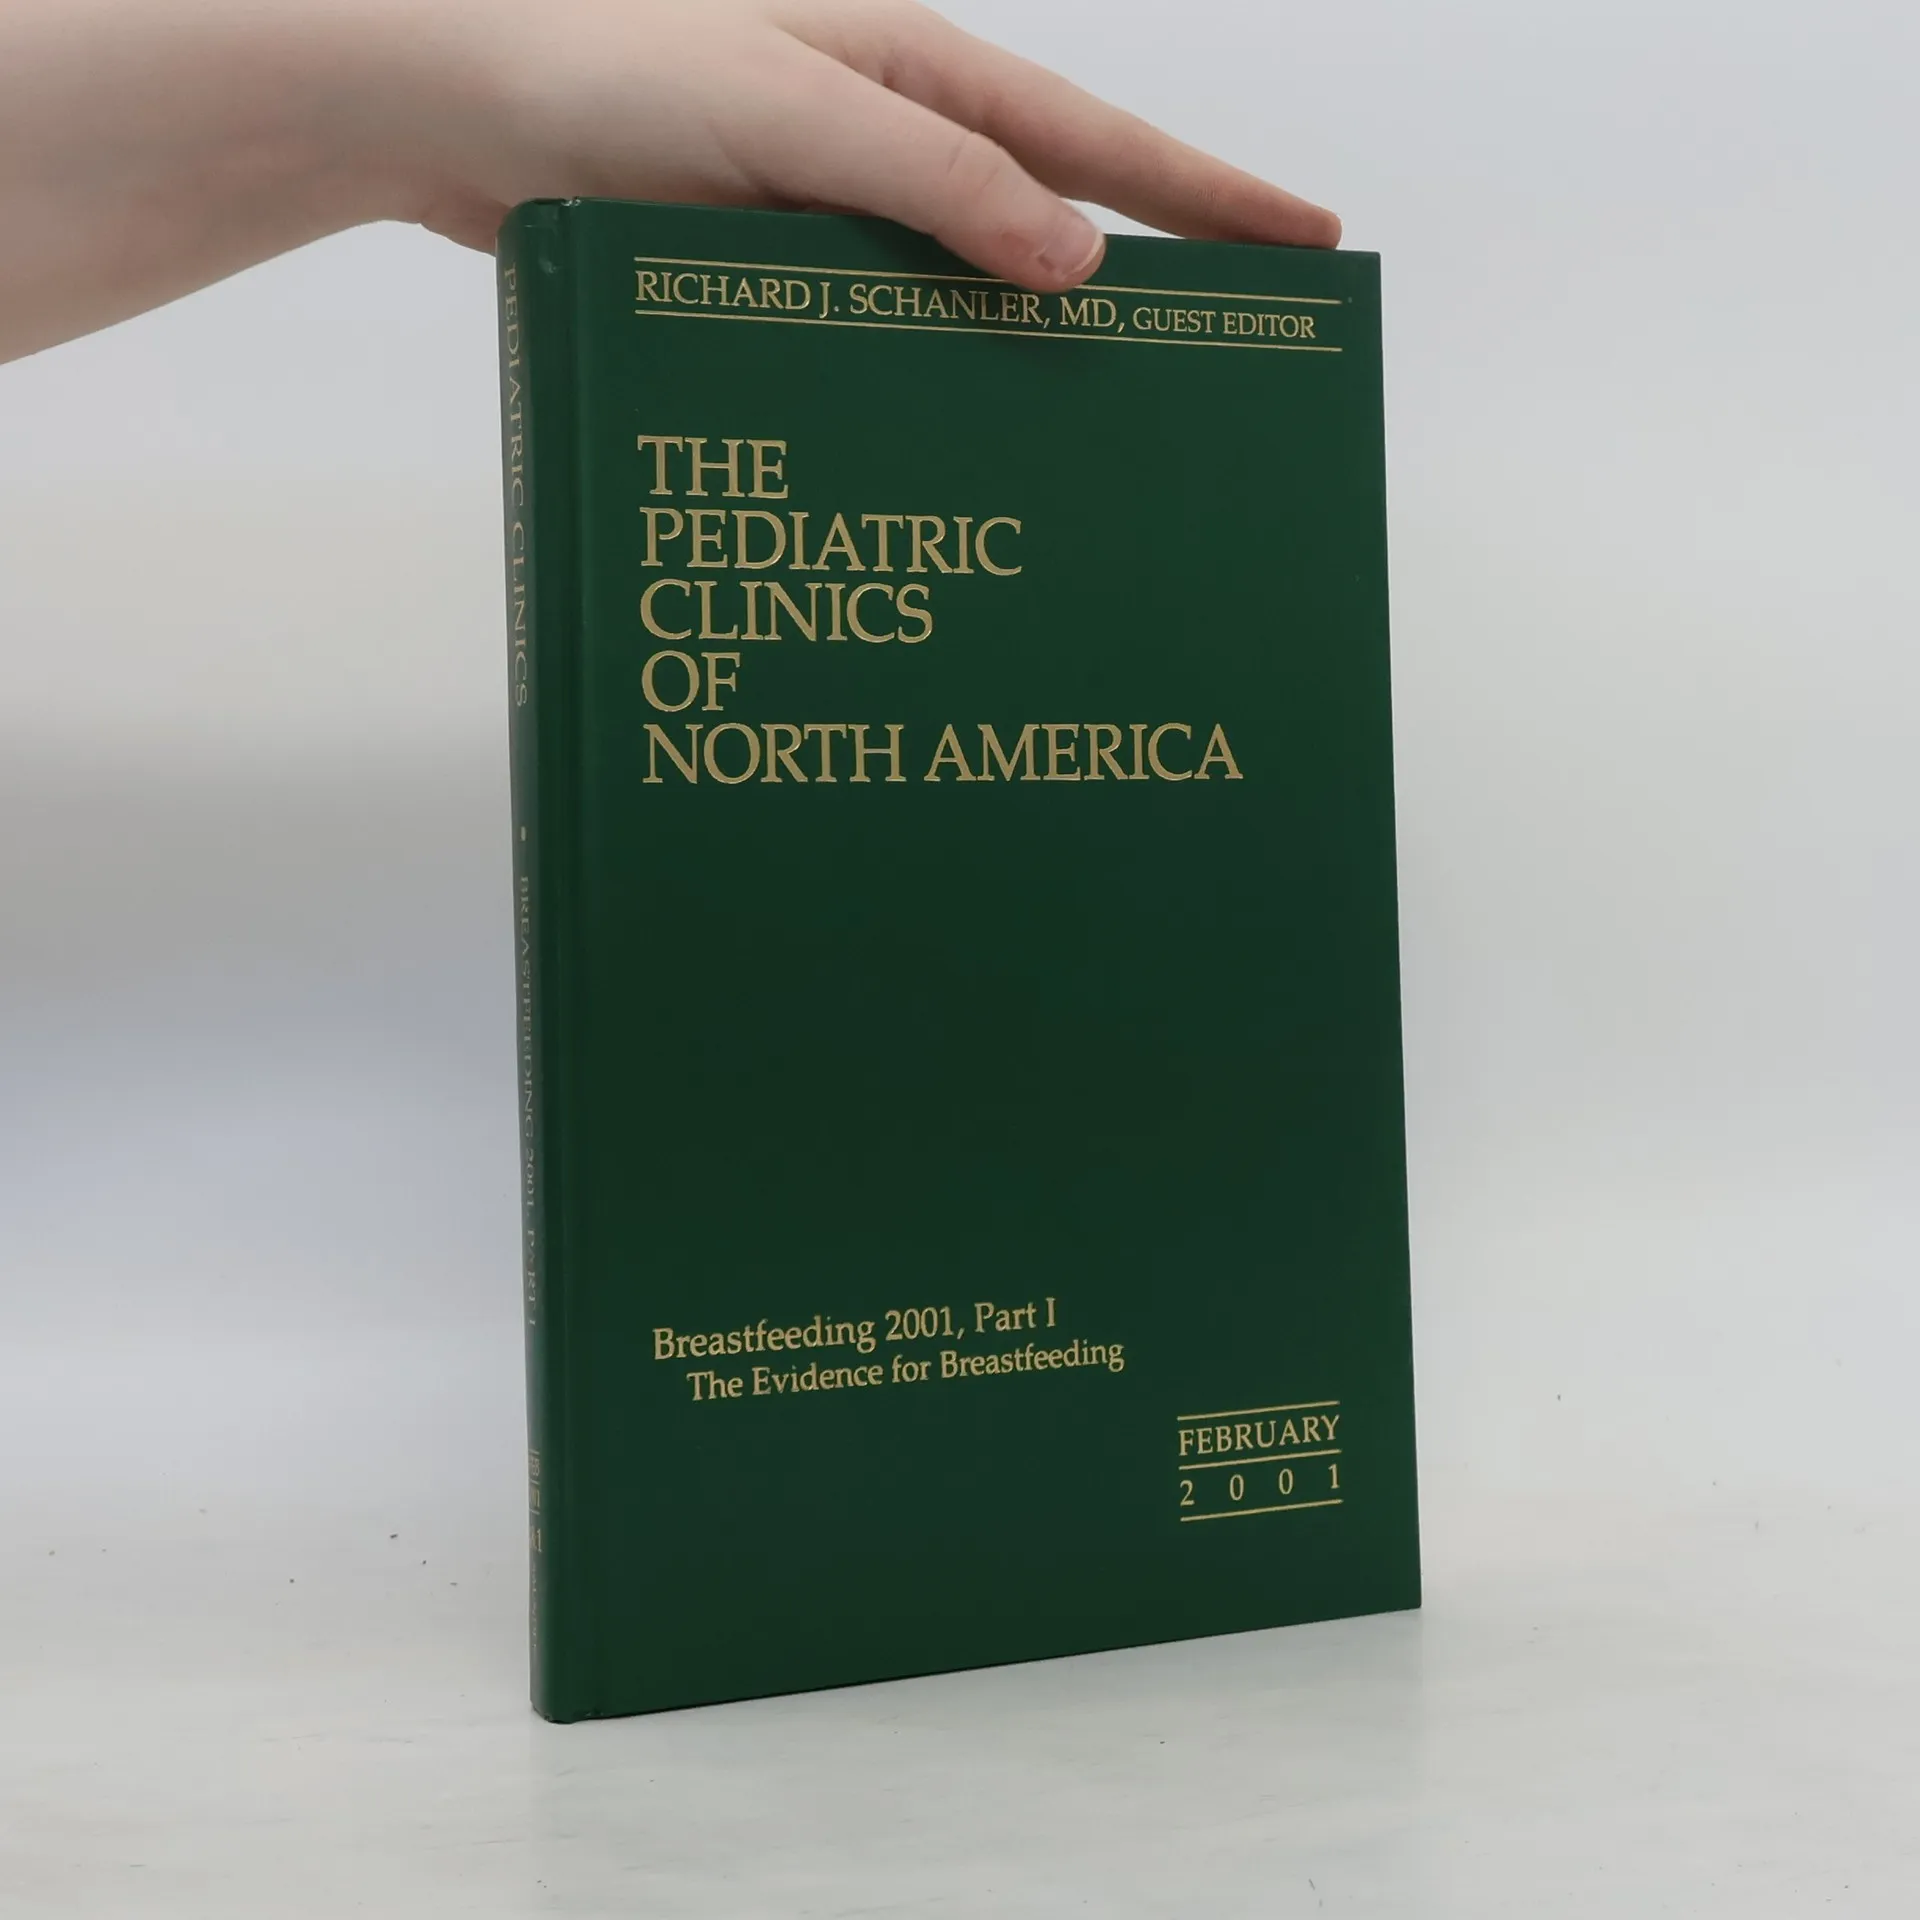 RICHARD J. SCHANLER, MD, GUEST EDITOR
THE
PEDIATRIC
CLINICS
OF
NORTH AMERICA
Breastfeeding 2001, Part I
The Evidence for Breastfeeding
FEBRUARY
2001
PEDIATRIC CLINICS • BREASTFEEDING 2001, PART I